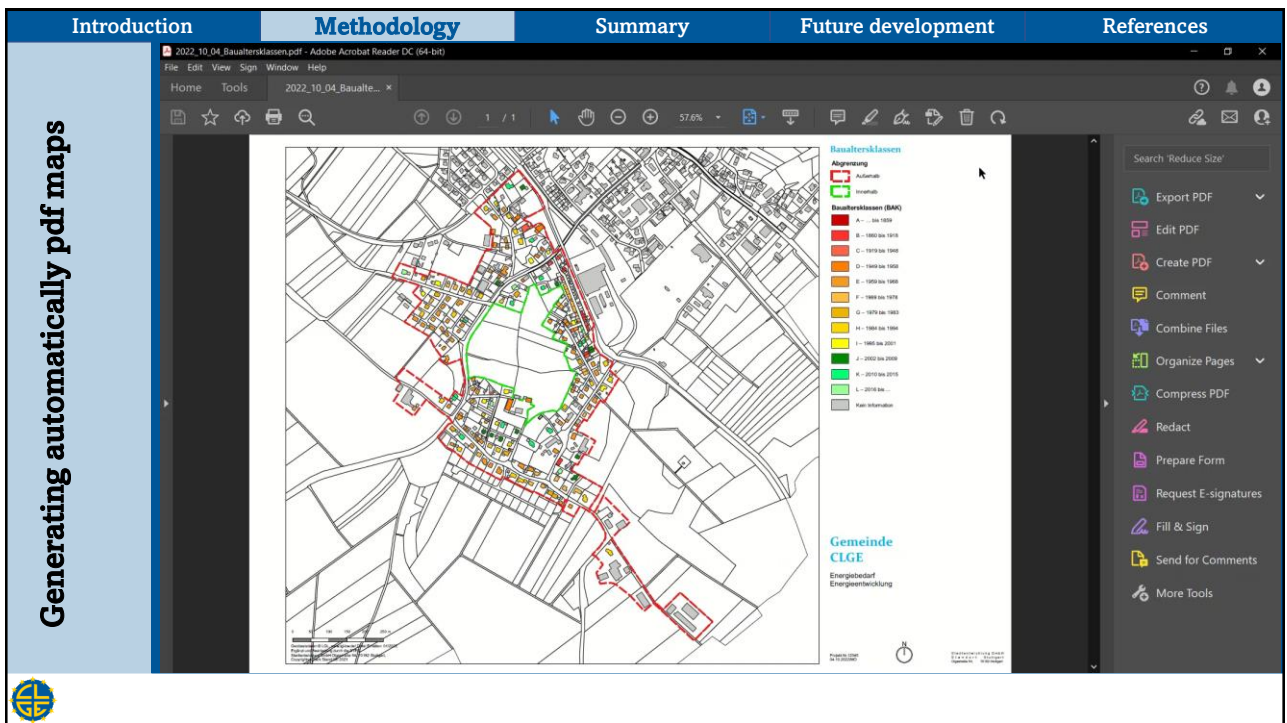 Introduction Methodology Summary Future development References
Generating automatically pdf maps
2022_10_04_Baualtersklassen.pdf - Adobe Acrobat Reader DC (64-bit)
File Edit View Sign Window Help
Home Tools 2022_10_04_Baualte... ×
1 / 1 57.6%
Search 'Reduce Size'
Export PDF
Edit PDF
Create PDF
Comment
Combine Files
Organize Pages
Compress PDF
Redact
Prepare Form
Request E-signatures
Fill & Sign
Send for Comments
More Tools
Baualtersklassen
Abgrenzung
Außerhalb
Innerhalb
Baualtersklassen (BAK)
A – ... bis 1859
B – 1860 bis 1918
C – 1919 bis 1948
D – 1949 bis 1958
E – 1959 bis 1968
F – 1969 bis 1978
G – 1979 bis 1983
H – 1984 bis 1994
I – 1995 bis 2001
J – 2002 bis 2009
K – 2010 bis 2015
L – 2016 bis ...
Kein Information
Gemeinde
CLGE
Energiebedarf
Energieentwicklung
N
CLGE